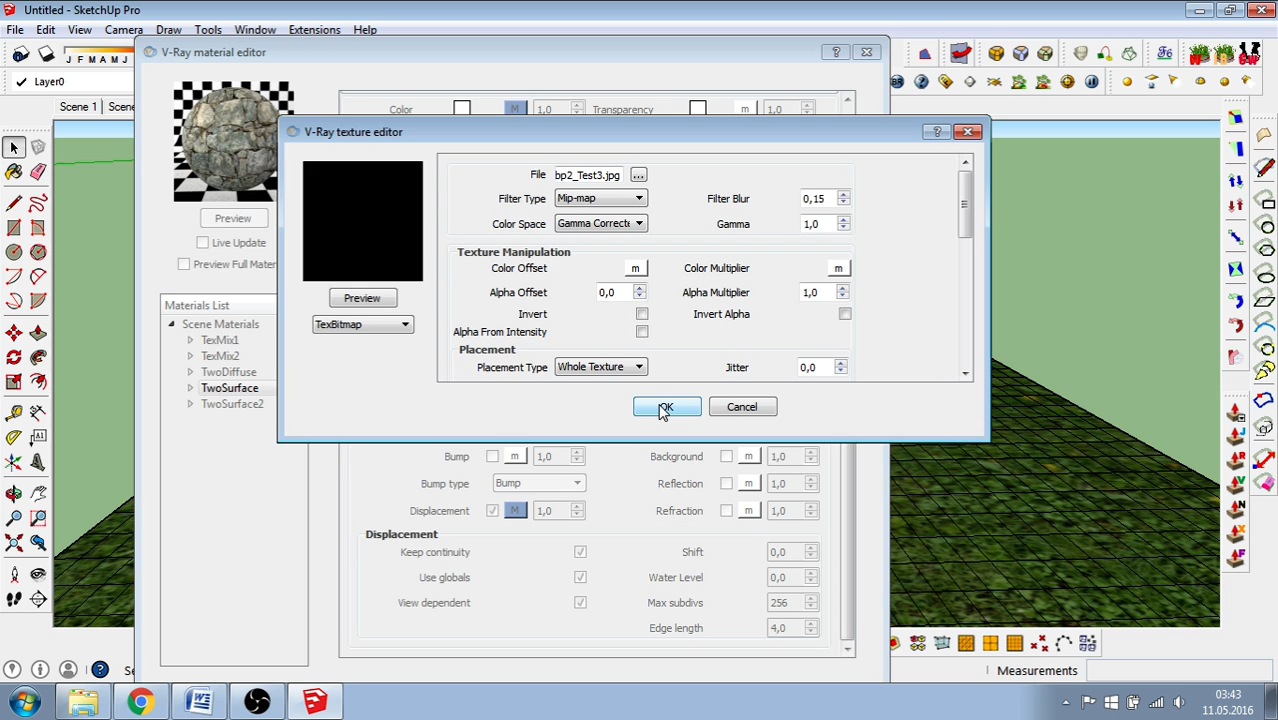 Untitled - SketchUp Pro
File Edit View Camera Draw Tools Window Extensions Help
V-Ray material editor
?
J F M A M J
Layer0
Scene 1
Color M 1,0 Transparency m 1,0
V-Ray texture editor
?
File bp2_Test3.jpg ...
Filter Type Mip-map Filter Blur 0,15
Color Space Gamma Correct Gamma 1,0
Preview
Live Update
Preview Full Mater
Texture Manipulation
Color Offset m Color Multiplier m
Alpha Offset 0,0 Alpha Multiplier 1,0
Invert Invert Alpha
Alpha From Intensity
Placement
Placement Type Whole Texture Jitter 0,0
Preview
TexBitmap
OK Cancel
Materials List
Scene Materials
TexMix1
TexMix2
TwoDiffuse
TwoSurface
TwoSurface2
Bump m 1,0 Background m 1,0
Bump type Bump Reflection m 1,0
Displacement M 1,0 Refraction m 1,0
Displacement
Keep continuity Shift 0,0
Use globals Water Level 0,0
View dependent Max subdivs 256
Edge length 4,0
Measurements
03:43
11.05.2016